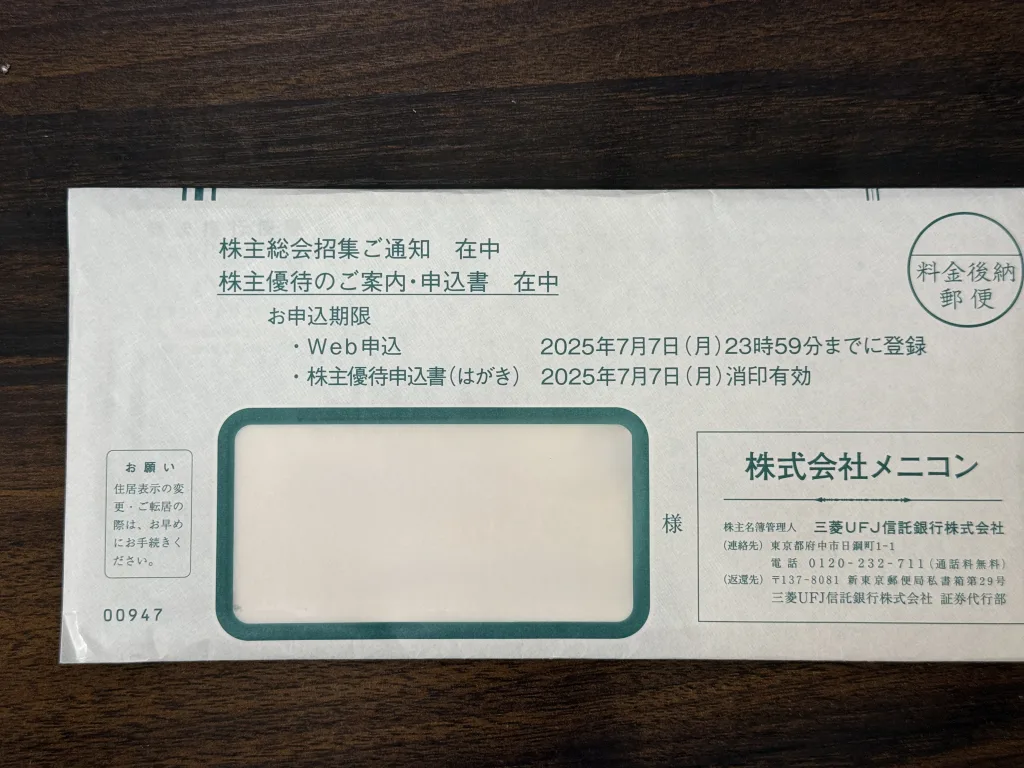 株主総会招集ご通知 在中
株主優待のご案内・申込書 在中
お申込期限
・Web申込 2025年7月7日(月)23時59分までに登録
・株主優待申込書(はがき) 2025年7月7日(月)消印有効
料金後納
郵便
お願い
住居表示の変
更・ご転居の
際は、お早め
にお手続きく
ださい。
00947
様
株式会社メニコン
株主名簿管理人 三菱UFJ信託銀行株式会社
(連絡先) 東京都府中市日鋼町1-1
電話 0120-232-711(通話料無料)
(返還先) 〒137-8081 新東京郵便局私書箱第29号
三菱UFJ信託銀行株式会社 証券代行部